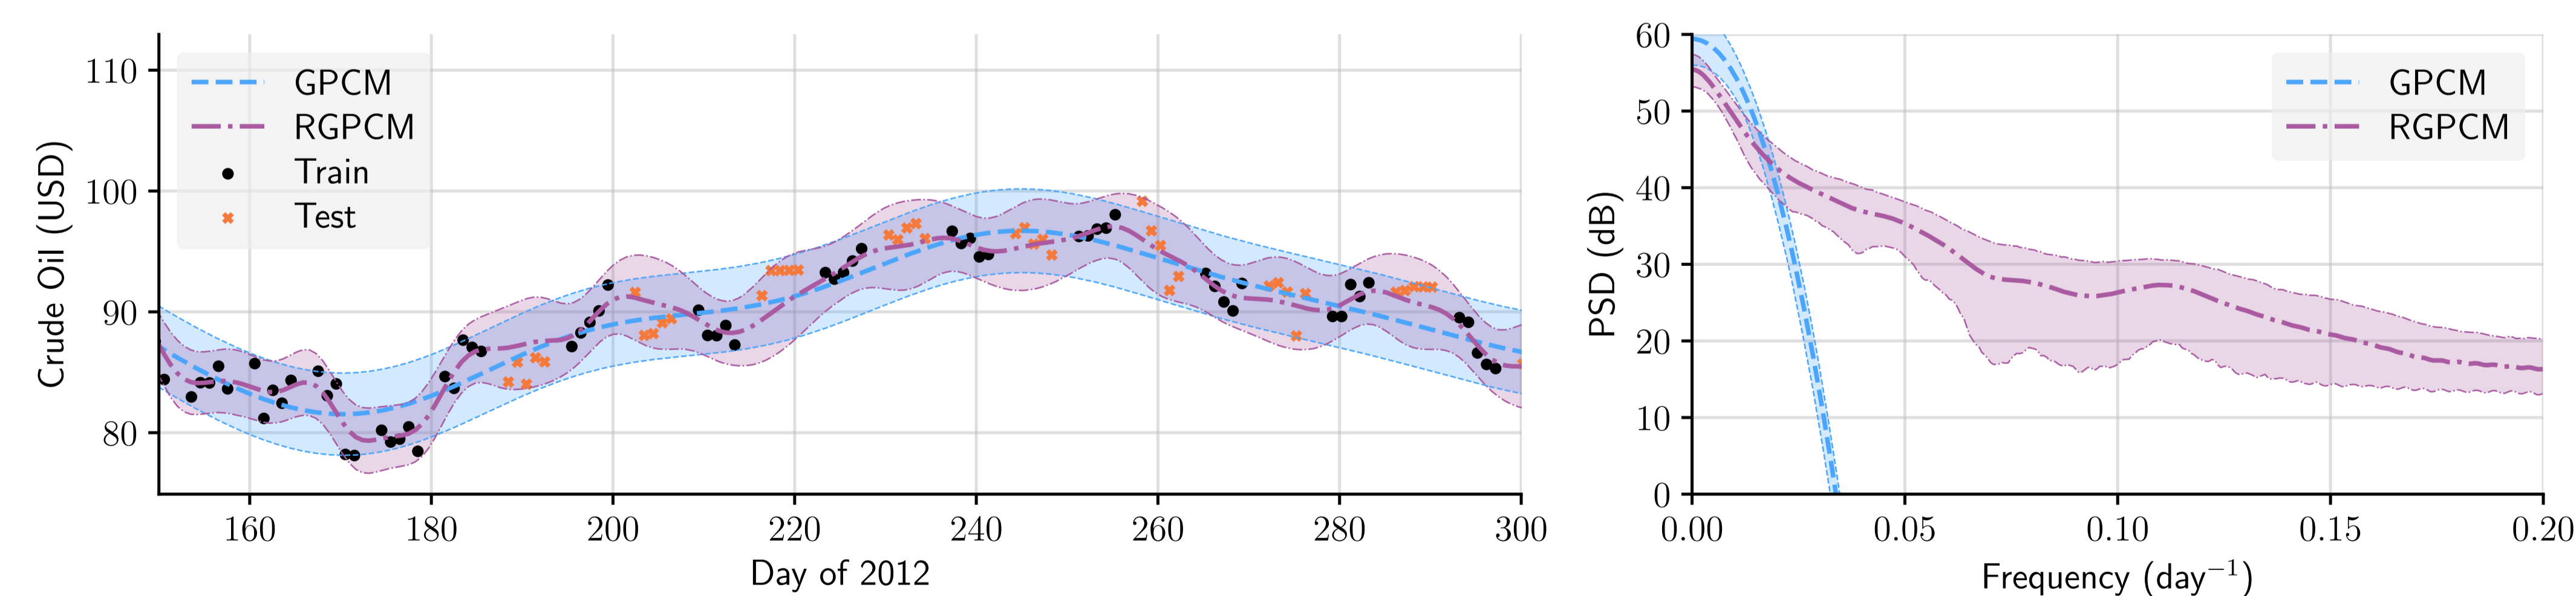 GPCM
RGPCM
Train
Test
110
100
90
80
Crude Oil (USD)
160 180 200 220 240 260 280 300
Day of 2012
GPCM
RGPCM
60
50
40
30
20
10
0
PSD (dB)
0.00 0.05 0.10 0.15 0.20
Frequency (day⁻¹)